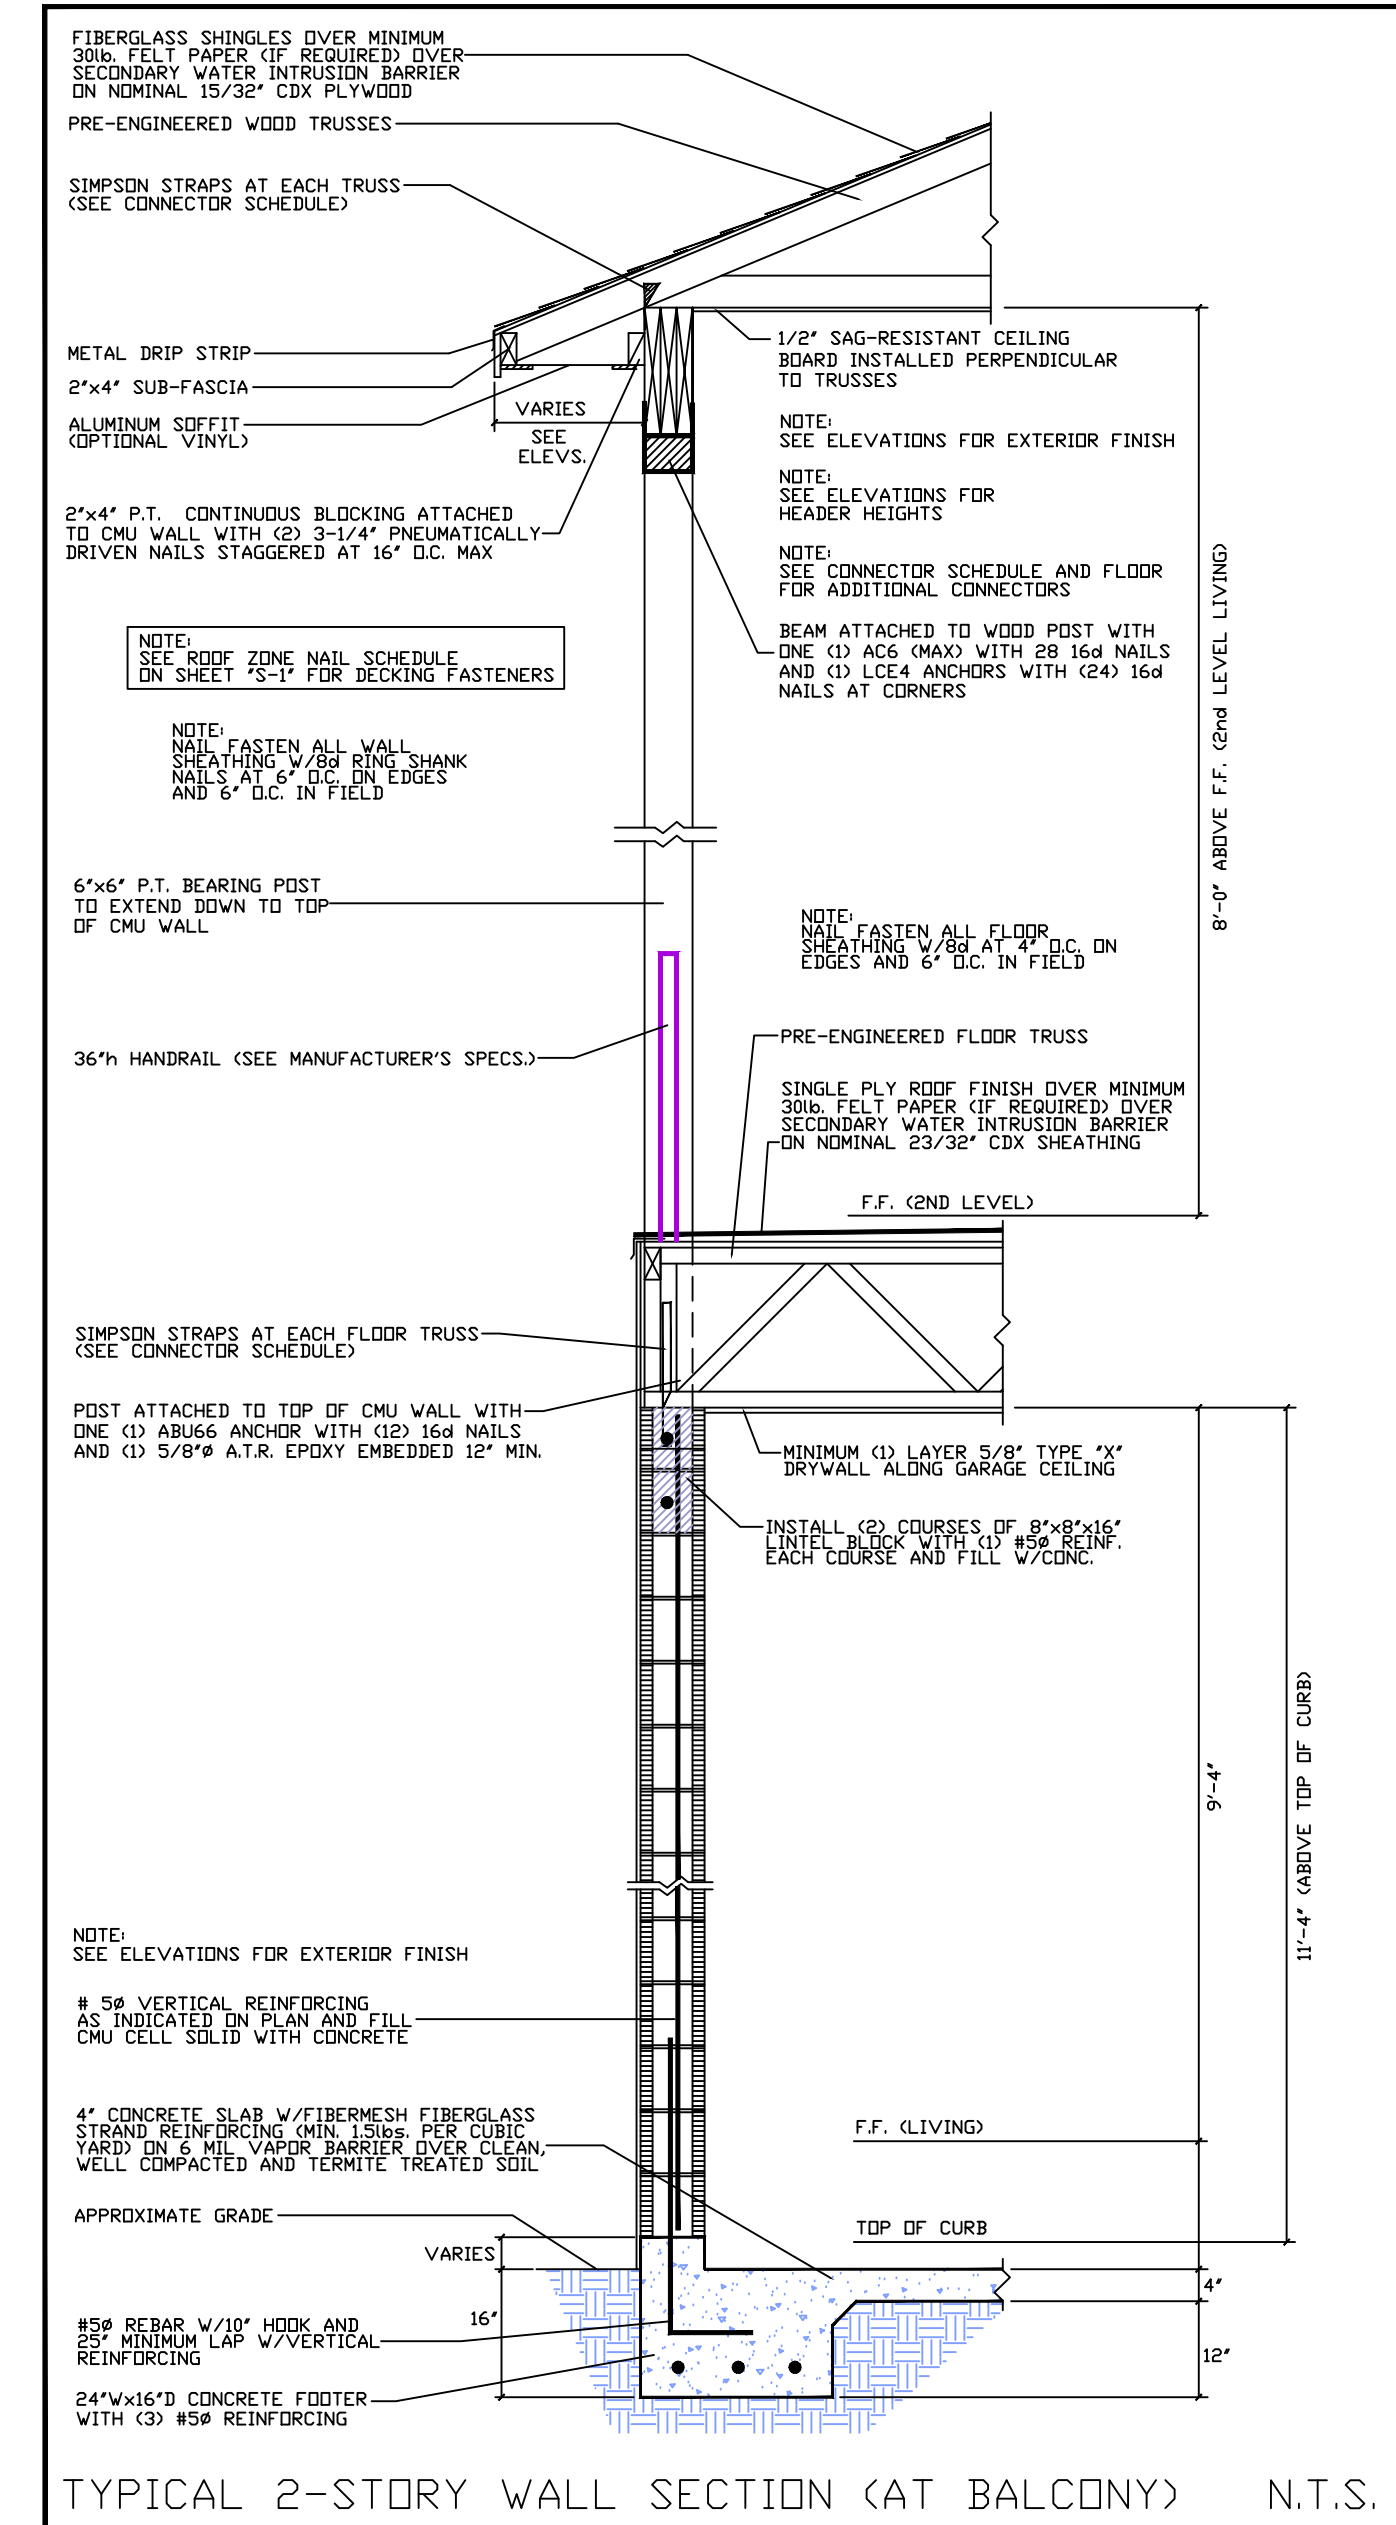 FIBERGLASS SHINGLES OVER MINIMUM
30lb. FELT PAPER (IF REQUIRED) OVER
SECONDARY WATER INTRUSION BARRIER
ON NOMINAL 15/32" CDX PLYWOOD
PRE-ENGINEERED WOOD TRUSSES
SIMPSON STRAPS AT EACH TRUSS
(SEE CONNECTOR SCHEDULE)
METAL DRIP STRIP
2"x4" SUB-FASCIA
ALUMINUM SOFFIT
(OPTIONAL VINYL)
VARIES
SEE
ELEVS.
2"x4" P.T. CONTINUOUS BLOCKING ATTACHED
TO CMU WALL WITH (2) 3-1/4" PNEUMATICALLY
DRIVEN NAILS STAGGERED AT 16" O.C. MAX
NOTE:
SEE ROOF ZONE NAIL SCHEDULE
ON SHEET "S-1" FOR DECKING FASTENERS
NOTE:
NAIL FASTEN ALL WALL
SHEATHING W/8d RING SHANK
NAILS AT 6" O.C. ON EDGES
AND 6" O.C. IN FIELD
1/2" SAG-RESISTANT CEILING
BOARD INSTALLED PERPENDICULAR
TO TRUSSES
NOTE:
SEE ELEVATIONS FOR EXTERIOR FINISH
NOTE:
SEE ELEVATIONS FOR
HEADER HEIGHTS
NOTE:
SEE CONNECTOR SCHEDULE AND FLOOR
FOR ADDITIONAL CONNECTORS
BEAM ATTACHED TO WOOD POST WITH
ONE (1) AC6 (MAX) WITH 28 16d NAILS
AND (1) LCE4 ANCHORS WITH (24) 16d
NAILS AT CORNERS
8'-0" ABOVE F.F. (2nd LEVEL LIVING)
6"x6" P.T. BEARING POST
TO EXTEND DOWN TO TOP
OF CMU WALL
NOTE:
NAIL FASTEN ALL FLOOR
SHEATHING W/8d AT 4" O.C. ON
EDGES AND 6" O.C. IN FIELD
36"h HANDRAIL (SEE MANUFACTURER'S SPECS.)
PRE-ENGINEERED FLOOR TRUSS
SINGLE PLY ROOF FINISH OVER MINIMUM
30lb. FELT PAPER (IF REQUIRED) OVER
SECONDARY WATER INTRUSION BARRIER
ON NOMINAL 23/32" CDX SHEATHING
F.F. (2ND LEVEL)
SIMPSON STRAPS AT EACH FLOOR TRUSS
(SEE CONNECTOR SCHEDULE)
POST ATTACHED TO TOP OF CMU WALL WITH
ONE (1) ABU66 ANCHOR WITH (12) 16d NAILS
AND (1) 5/8"Ø A.T.R. EPOXY EMBEDDED 12" MIN.
MINIMUM (1) LAYER 5/8" TYPE "X"
DRYWALL ALONG GARAGE CEILING
INSTALL (2) COURSES OF 8"x8"x16"
LINTEL BLOCK WITH (1) #5Ø REINF.
EACH COURSE AND FILL W/CONC.
9'-4"
11'-4" (ABOVE TOP OF CURB)
NOTE:
SEE ELEVATIONS FOR EXTERIOR FINISH
# 5Ø VERTICAL REINFORCING
AS INDICATED ON PLAN AND FILL
CMU CELL SOLID WITH CONCRETE
4" CONCRETE SLAB W/FIBERMESH FIBERGLASS
STRAND REINFORCING (MIN. 1.5lbs. PER CUBIC
YARD) ON 6 MIL VAPOR BARRIER OVER CLEAN,
WELL COMPACTED AND TERMITE TREATED SOIL
F.F. (LIVING)
APPROXIMATE GRADE
TOP OF CURB
VARIES
4"
16"
12"
#5Ø REBAR W/10" HOOK AND
25" MINIMUM LAP W/VERTICAL
REINFORCING
24"Wx16"D CONCRETE FOOTER
WITH (3) #5Ø REINFORCING
TYPICAL 2-STORY WALL SECTION (AT BALCONY) N.T.S.